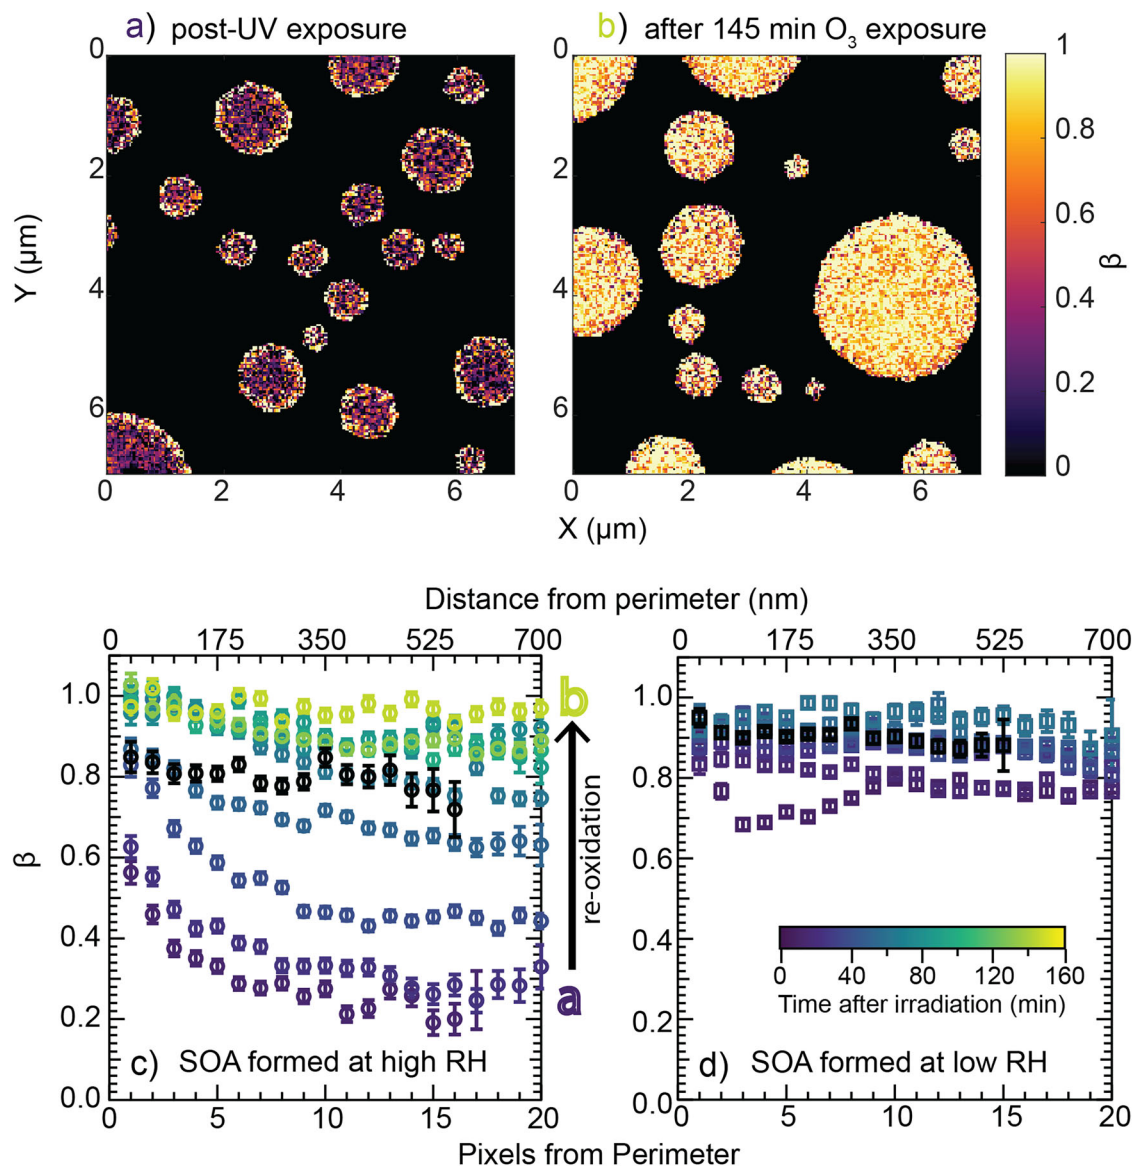 a) post-UV exposure
b) after 145 min O3 exposure
0
2
4
6
Y (µm)
0 2 4 6
0
2
4
6
0 2 4 6
X (µm)
1
0.8
0.6
0.4
0.2
0
β
Distance from perimeter (nm)
0 175 350 525 700
0 175 350 525 700
1.0
0.8
0.6
0.4
0.2
0.0
β
b
re-oxidation
a
c) SOA formed at high RH
0 5 10 15 20
1.0
0.8
0.6
0.4
0.2
0.0
0 40 80 120 160
Time after irradiation (min)
d) SOA formed at low RH
0 5 10 15 20
Pixels from Perimeter